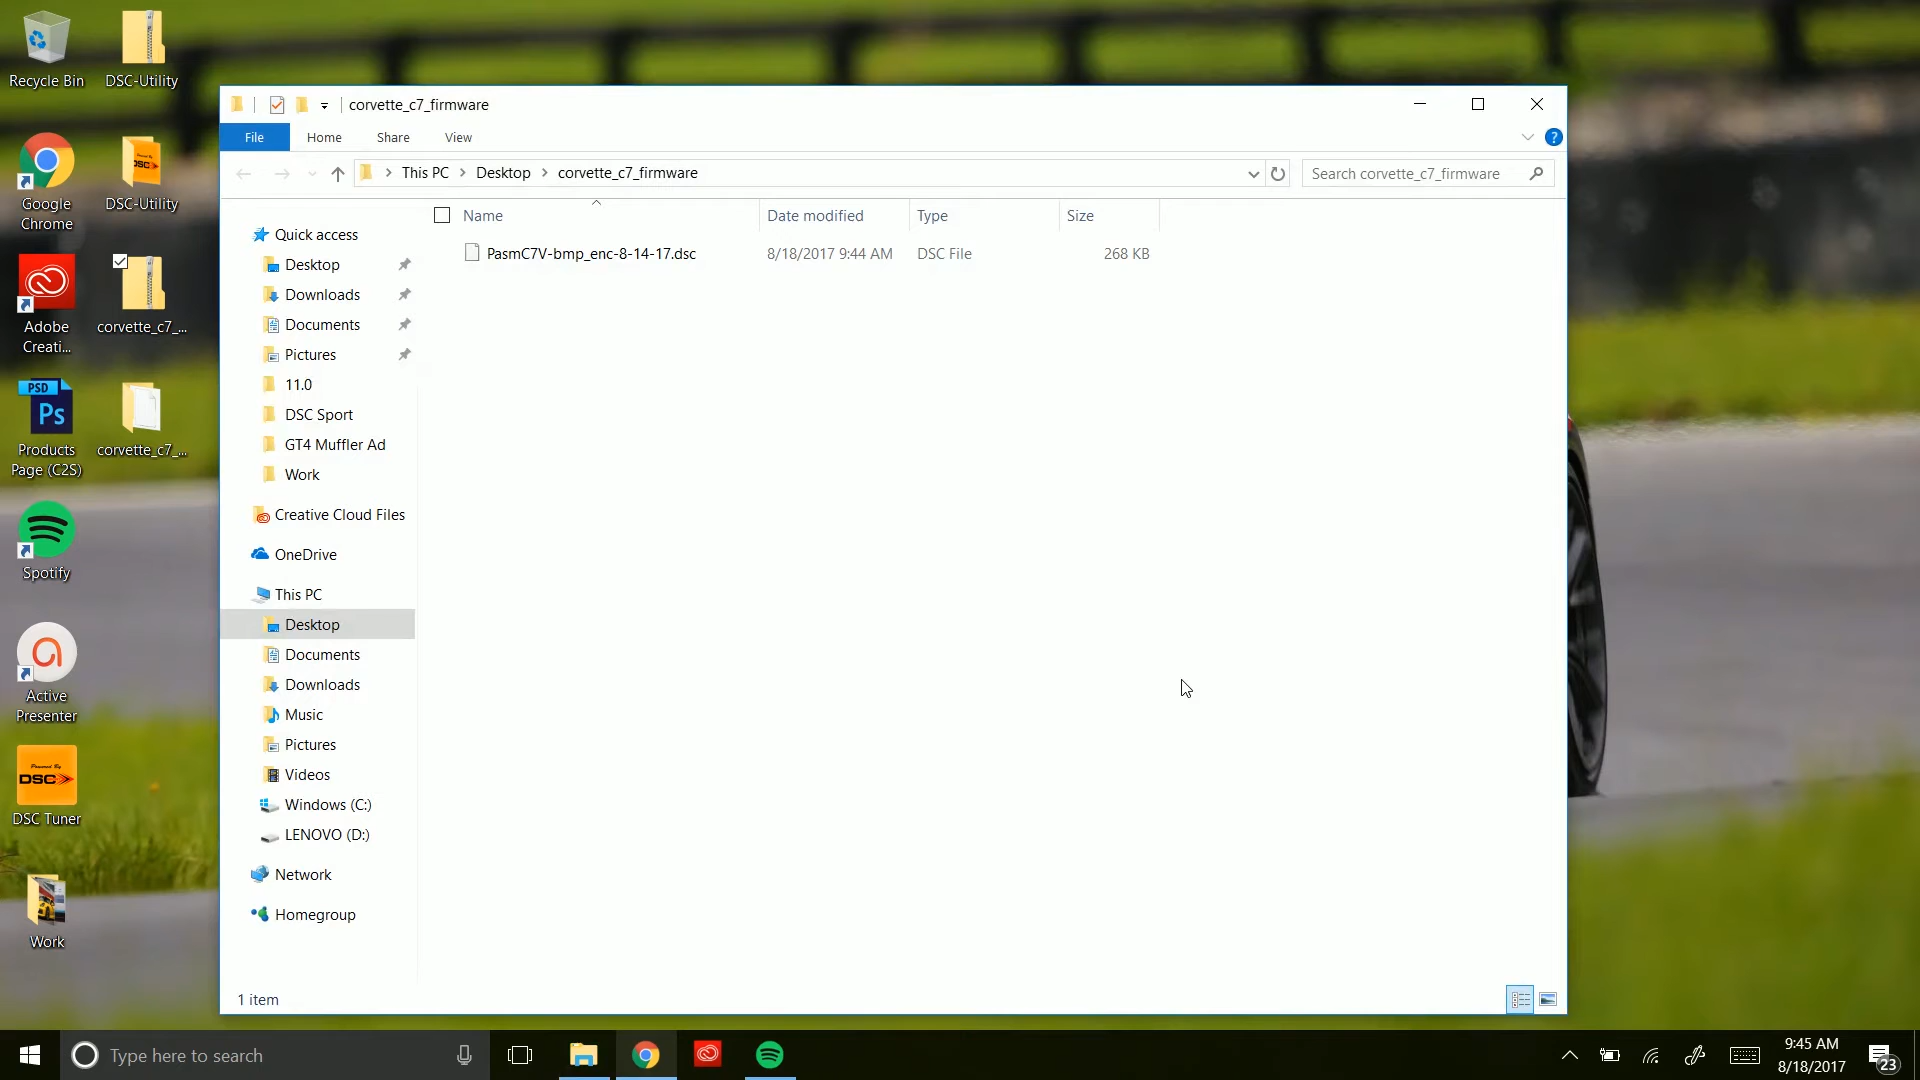 Recycle Bin
DSC-Utility
Google
Chrome
Powered By
DSC
DSC-Utility
Adobe
Creati...
corvette_c7_...
PSD
Ps
Products
Page (C2S)
corvette_c7_...
Spotify
Active
Presenter
Powered By
DSC
DSC Tuner
Work
corvette_c7_firmware
File Home Share View
?
This PC > Desktop > corvette_c7_firmware
Search corvette_c7_firmware
Name Date modified Type Size
PasmC7V-bmp_enc-8-14-17.dsc 8/18/2017 9:44 AM DSC File 268 KB
Quick access
Desktop
Downloads
Documents
Pictures
11.0
DSC Sport
GT4 Muffler Ad
Work
Creative Cloud Files
OneDrive
This PC
Desktop
Documents
Downloads
Music
Pictures
Videos
Windows (C:)
LENOVO (D:)
Network
Homegroup
1 item
Type here to search
9:45 AM
8/18/2017
23